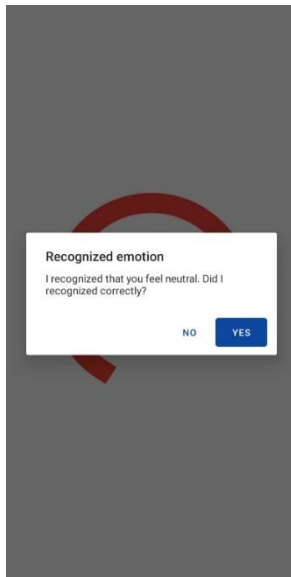 Recognized emotion
I recognized that you feel neutral. Did I
recognized correctly?
NO YES